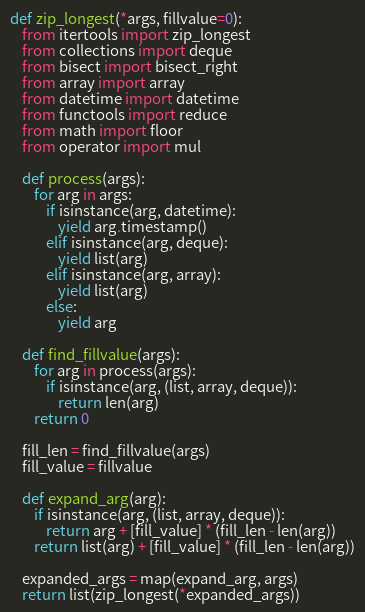 def zip_longest(*args, fillvalue=0):
    from itertools import zip_longest
    from collections import deque
    from bisect import bisect_right
    from array import array
    from datetime import datetime
    from functools import reduce
    from math import floor
    from operator import mul

    def process(args):
        for arg in args:
            if isinstance(arg, datetime):
                yield arg.timestamp()
            elif isinstance(arg, deque):
                yield list(arg)
            elif isinstance(arg, array):
                yield list(arg)
            else:
                yield arg

    def find_fillvalue(args):
        for arg in process(args):
            if isinstance(arg, (list, array, deque)):
                return len(arg)
        return 0

    fill_len = find_fillvalue(args)
    fill_value = fillvalue

    def expand_arg(arg):
        if isinstance(arg, (list, array, deque)):
            return arg + [fill_value] * (fill_len - len(arg))
        return list(arg) + [fill_value] * (fill_len - len(arg))

    expanded_args = map(expand_arg, args)
    return list(zip_longest(*expanded_args))